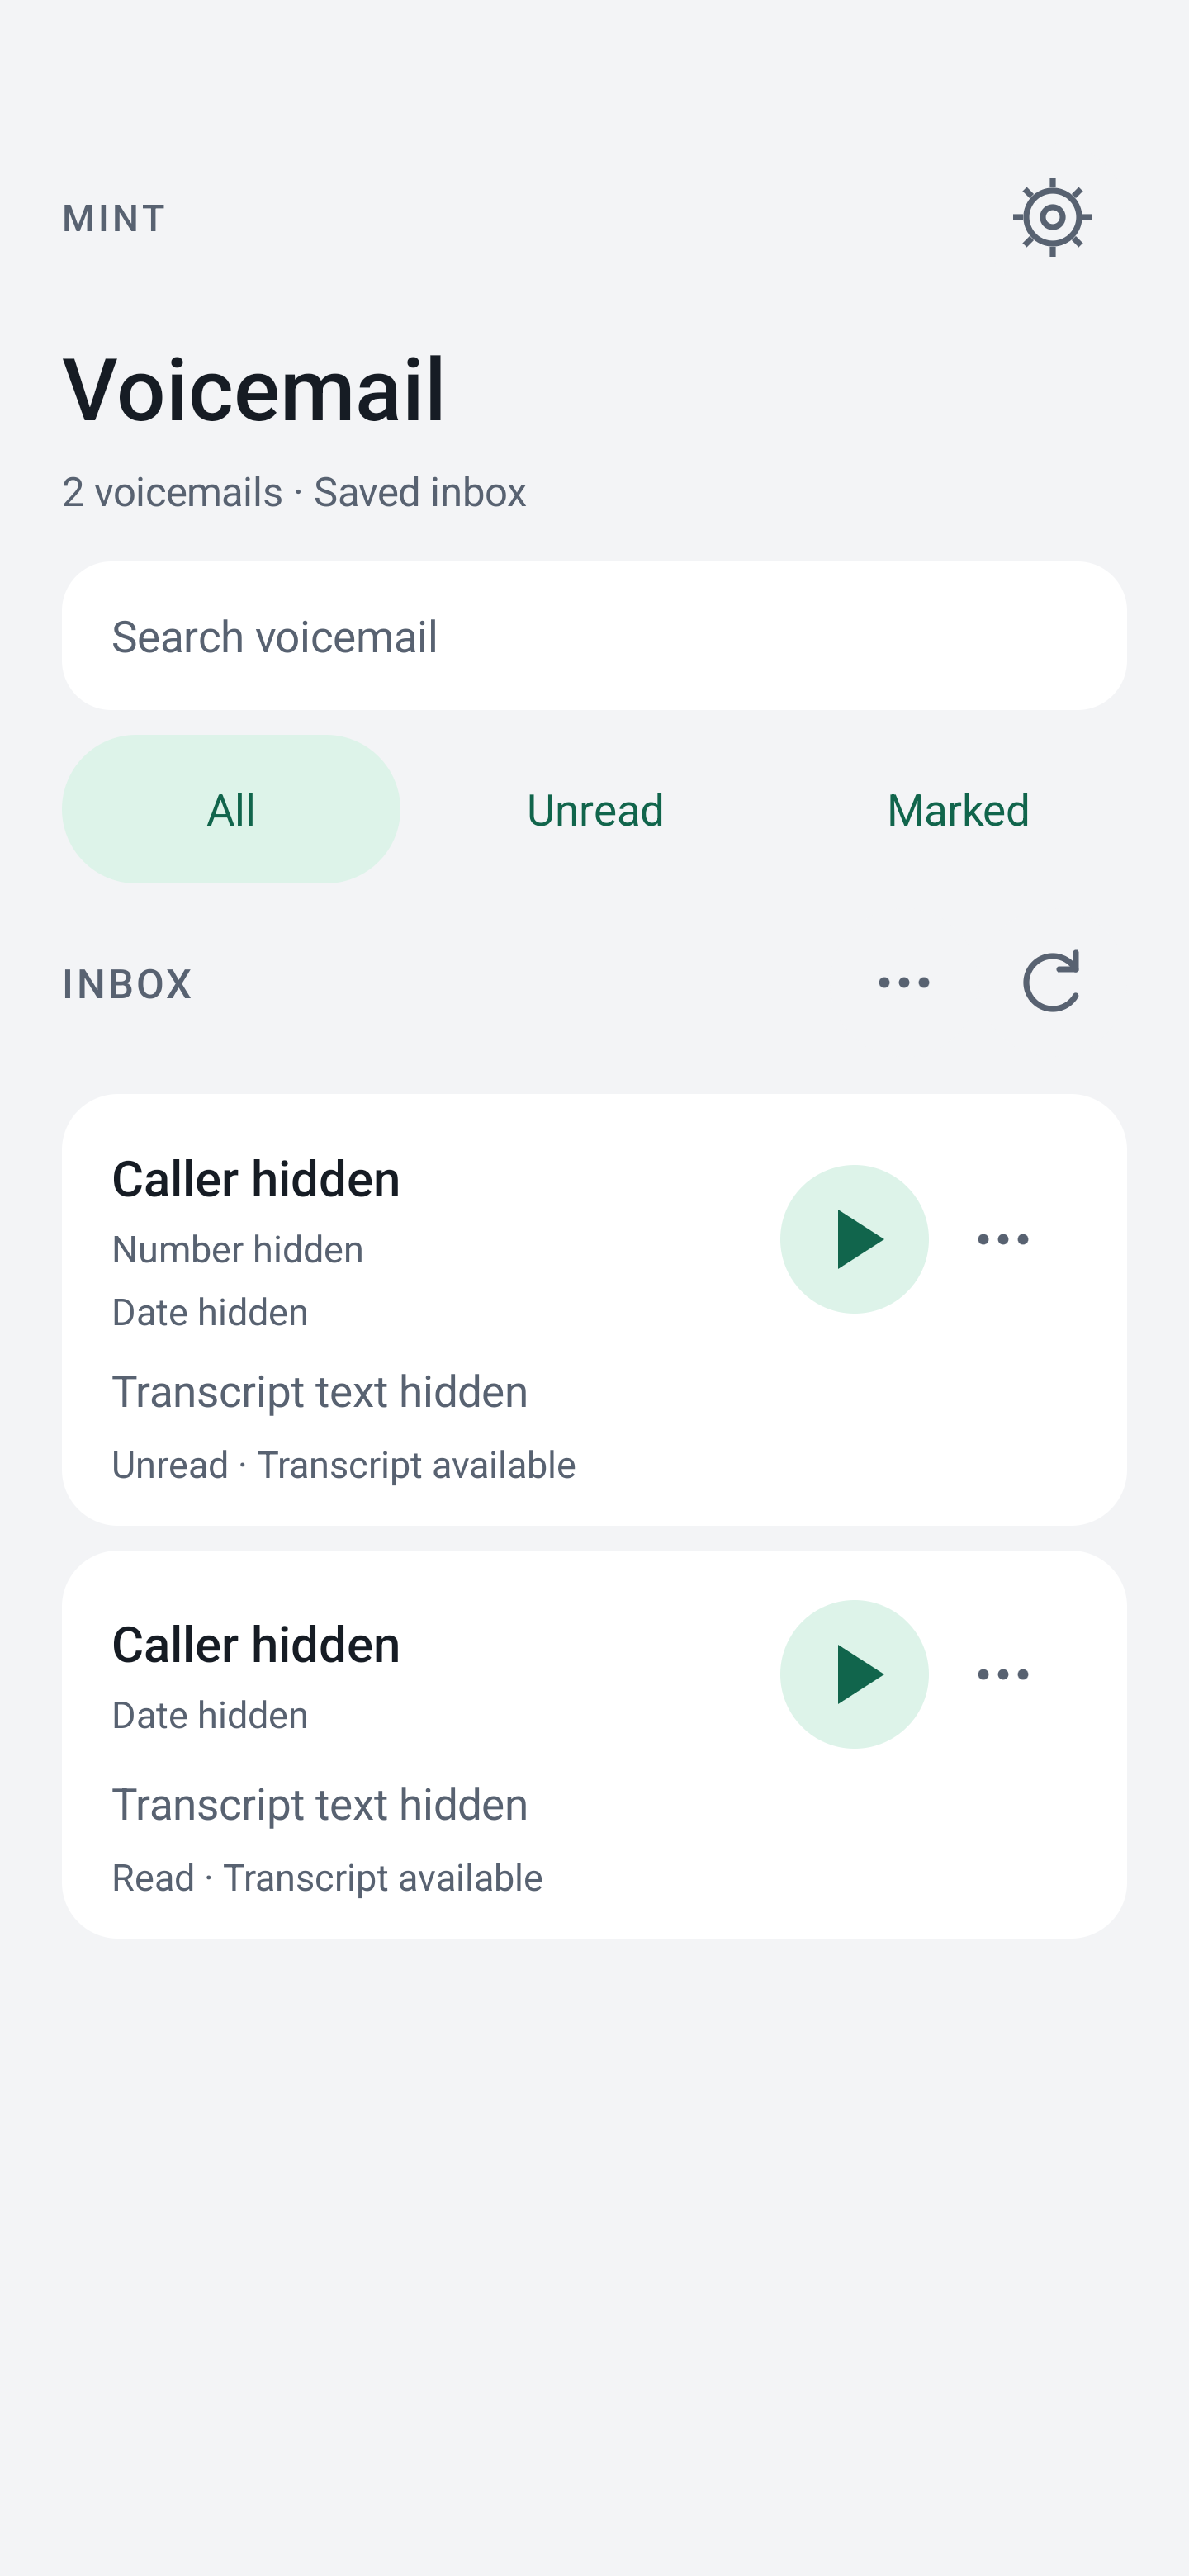 MINT
Voicemail
2 voicemails · Saved inbox
Search voicemail
All Unread Marked
INBOX
Caller hidden
Number hidden
Date hidden
Transcript text hidden
Unread · Transcript available
Caller hidden
Date hidden
Transcript text hidden
Read · Transcript available